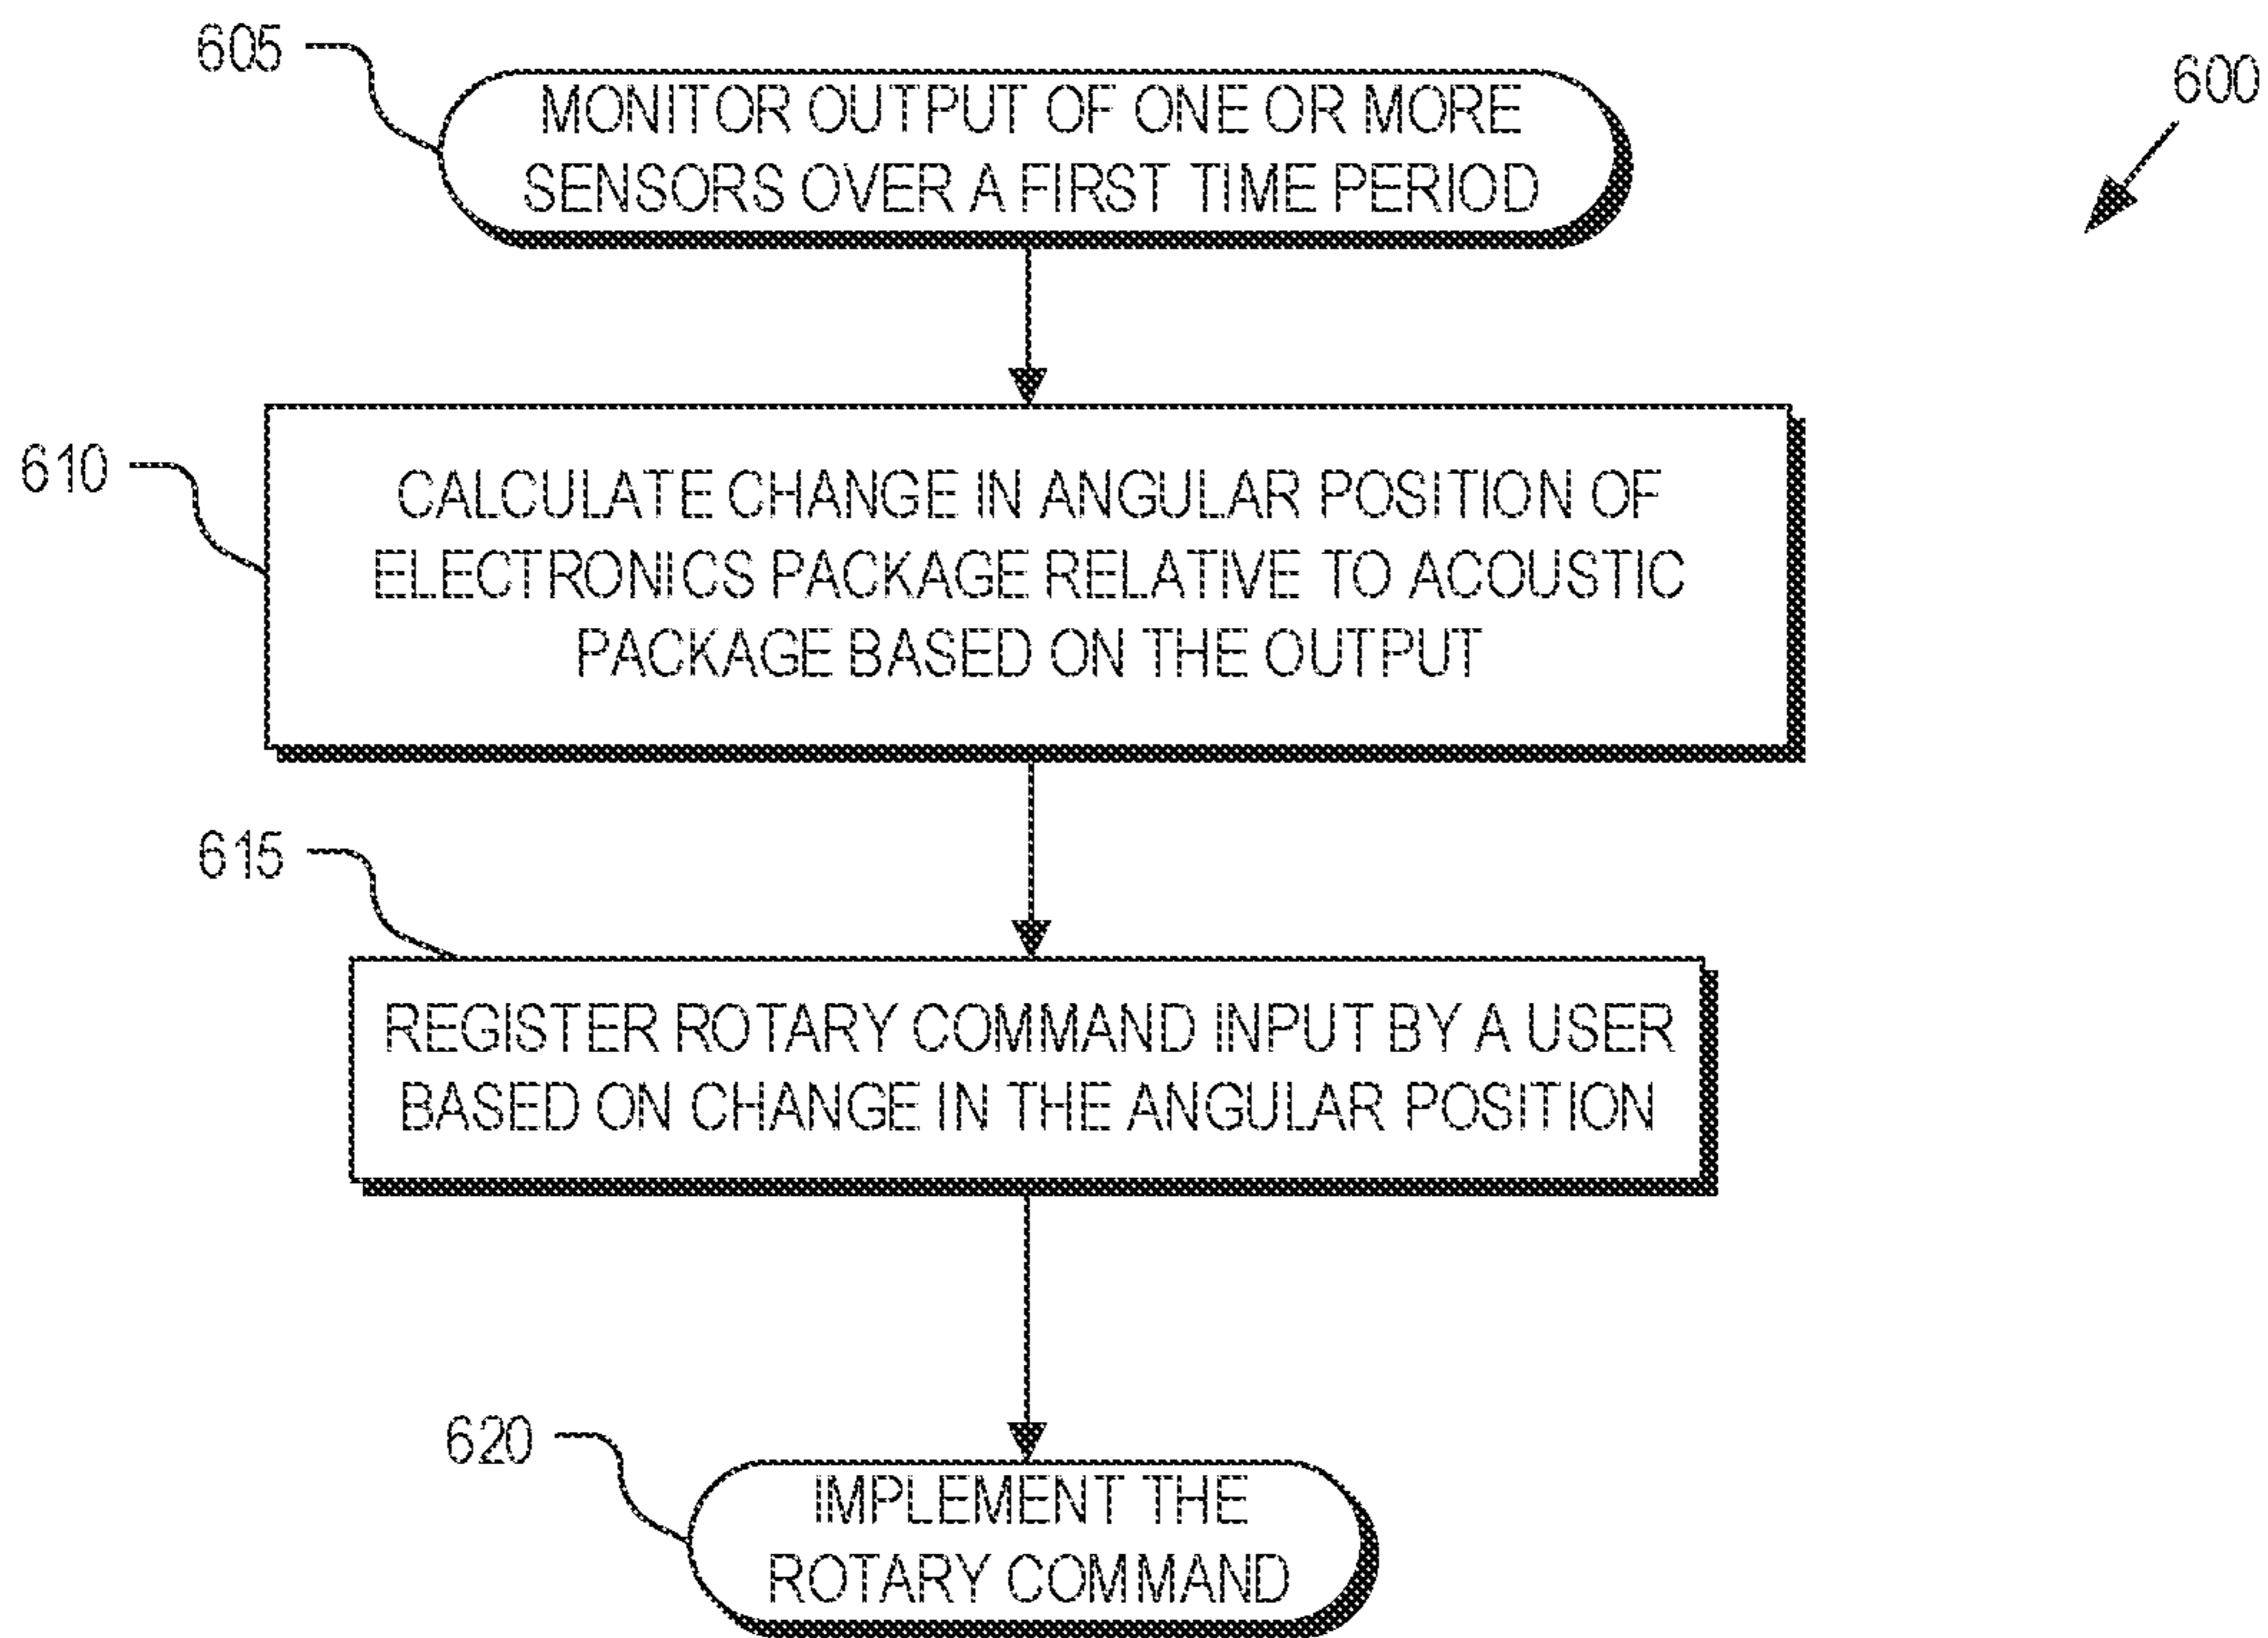 605
600
MONITOR OUTPUT OF ONE OR MORE
SENSORS OVER A FIRST TIME PERIOD
610
CALCULATE CHANGE IN ANGULAR POSITION OF
ELECTRONICS PACKAGE RELATIVE TO ACOUSTIC
PACKAGE BASED ON THE OUTPUT
615
REGISTER ROTARY COMMAND INPUT BY A USER
BASED ON CHANGE IN THE ANGULAR POSITION
620
IMPLEMENT THE
ROTARY COMMAND